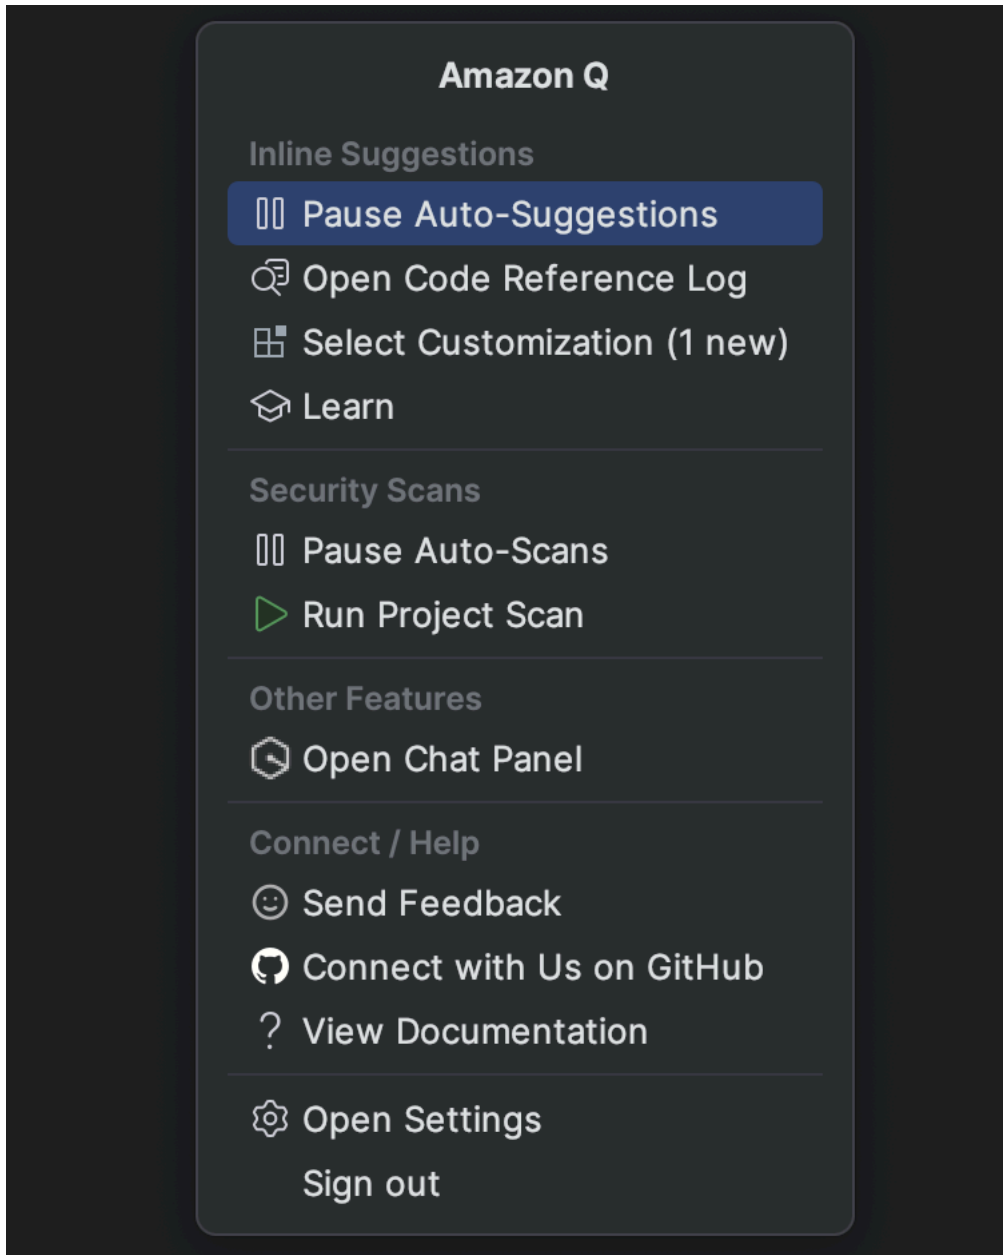 Amazon Q
Inline Suggestions
Pause Auto-Suggestions
Open Code Reference Log
Select Customization (1 new)
Learn
Security Scans
Pause Auto-Scans
Run Project Scan
Other Features
Open Chat Panel
Connect / Help
Send Feedback
Connect with Us on GitHub
View Documentation
Open Settings
Sign out